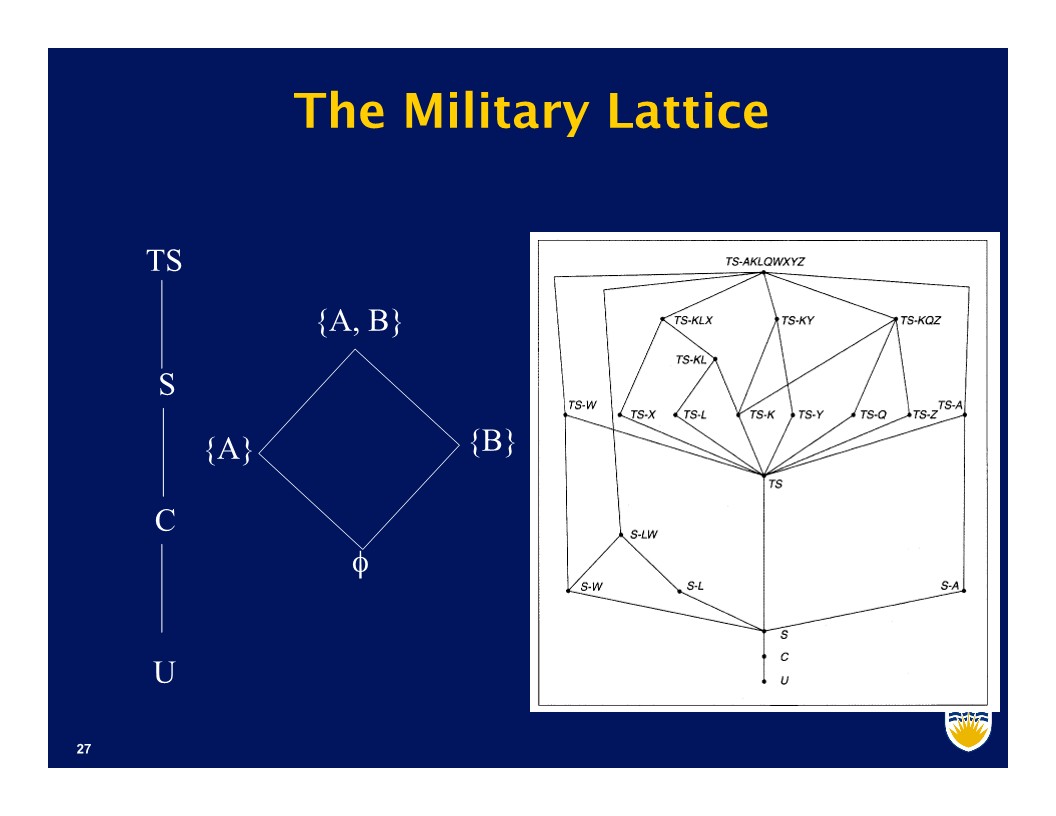 The Military Lattice
TS
S
C
U
{A, B}
{A}
{B}
ϕ
TS-AKLQWXYZ
TS-KLX
TS-KY
TS-KQZ
TS-KL
TS-W
TS-X
TS-L
TS-K
TS-Y
TS-Q
TS-Z
TS-A
TS
S-LW
S-W
S-L
S-A
S
C
U
27